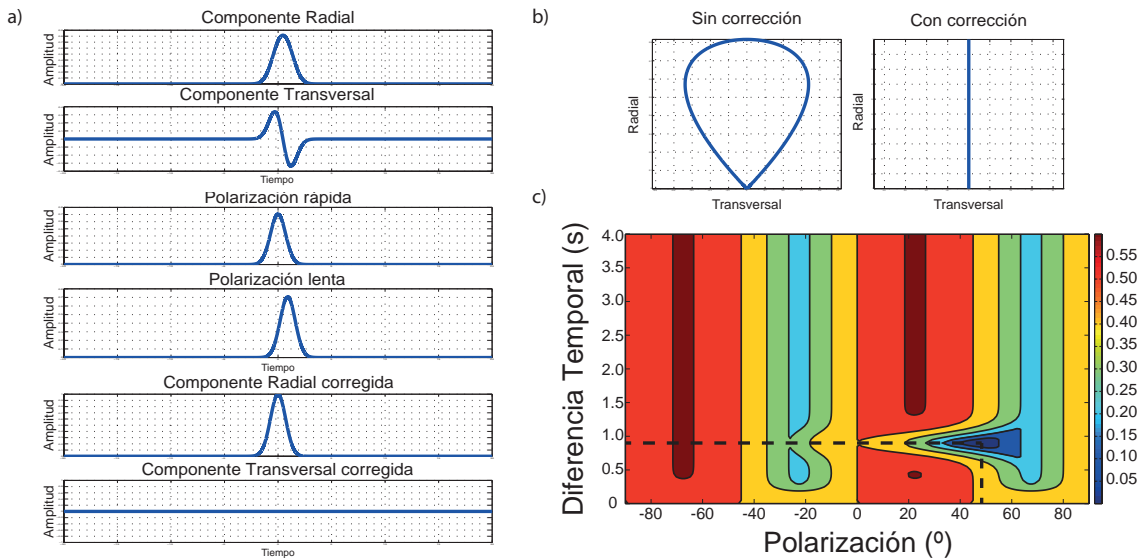 a)
Componente Radial
Amplitud
Componente Transversal
Amplitud
Tiempo
Polarización rápida
Amplitud
Polarización lenta
Amplitud
Tiempo
Componente Radial corregida
Amplitud
Componente Transversal corregida
Amplitud
Tiempo
b)
Sin corrección
Radial
Transversal
Con corrección
Radial
Transversal
c)
Diferencia Temporal (s)
4.0
3.5
3.0
2.5
2.0
1.5
1.0
0.5
0
-80 -60 -40 -20 0 20 40 60 80
Polarización (º)
0.55
0.50
0.45
0.40
0.35
0.30
0.25
0.20
0.15
0.10
0.05